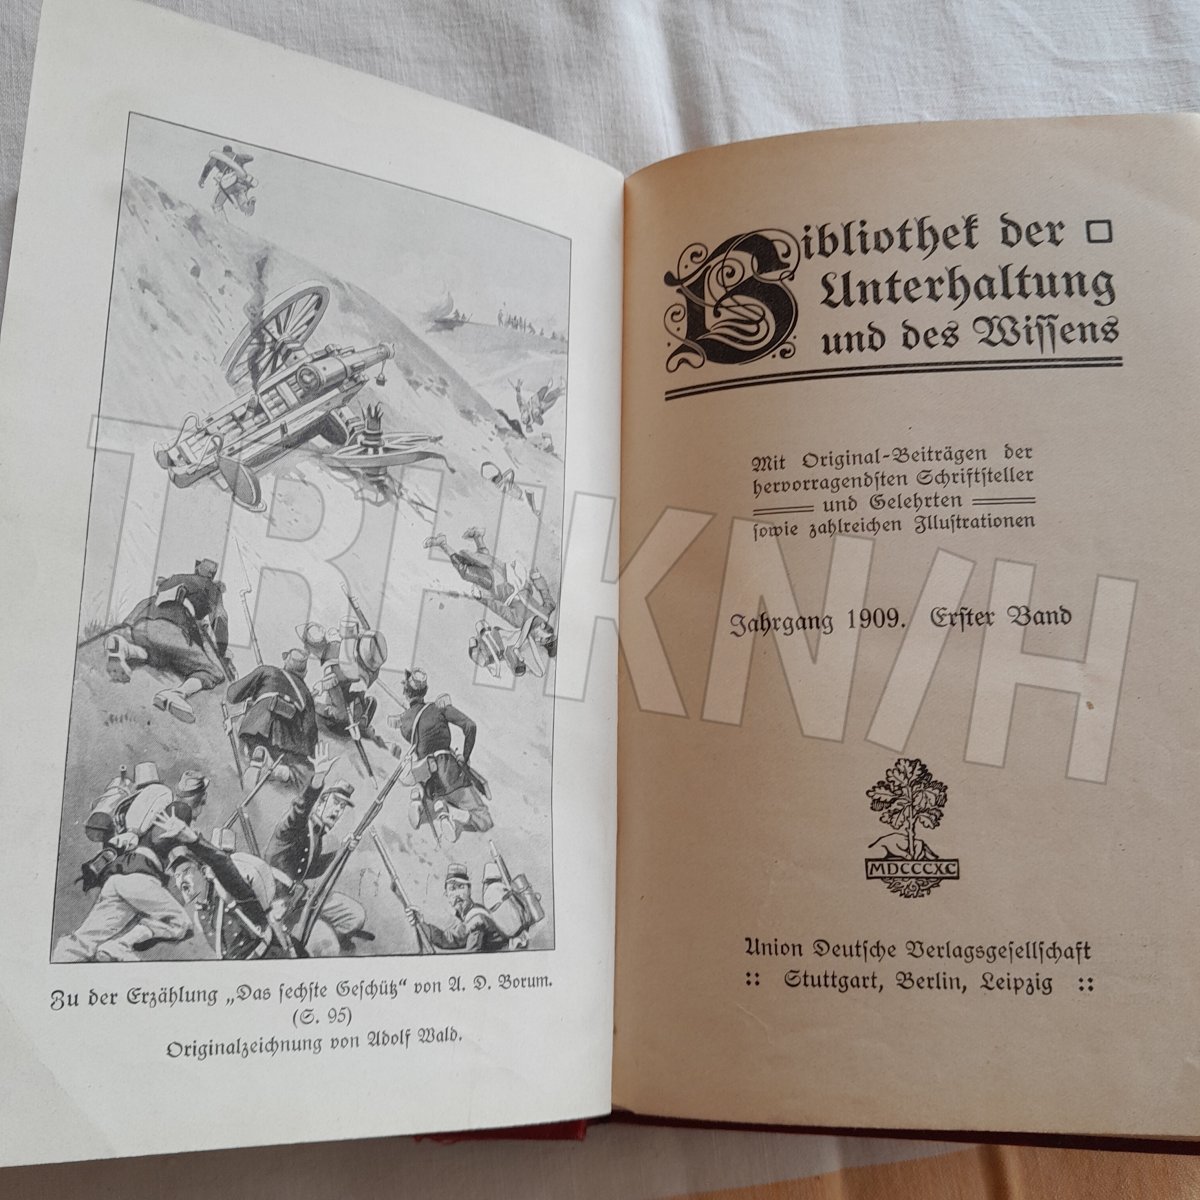 Zu der Erzählung „Das sechste Geschütz“ von A. D. Borum.
(S. 95)
Originalzeichnung von Adolf Wald.
Bibliothek der
Unterhaltung
und des Wissens
Mit Original-Beiträgen der
hervorragendsten Schriftsteller
und Gelehrten
sowie zahlreichen Illustrationen
Jahrgang 1909. Erster Band
MDCCCXC
Union Deutsche Verlagsgesellschaft
:: Stuttgart, Berlin, Leipzig ::
TRHKN/H